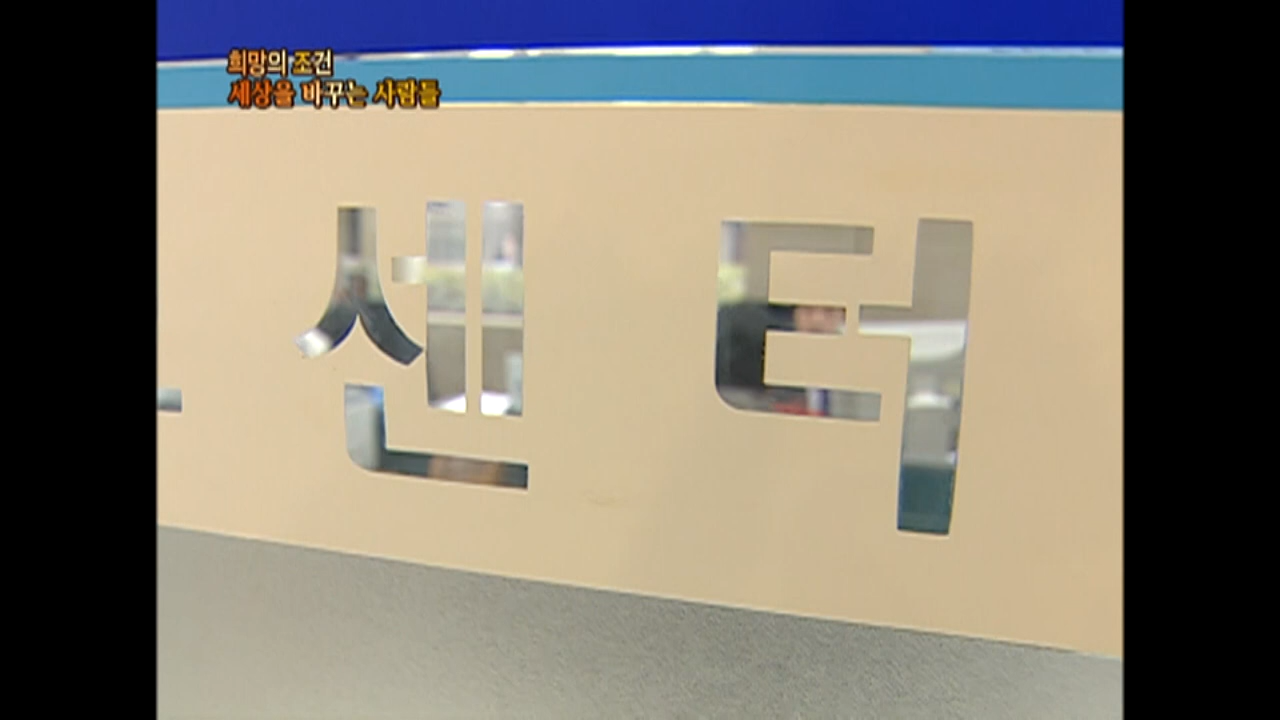 희망의 조건
세상을 바꾸는 사람들
센터